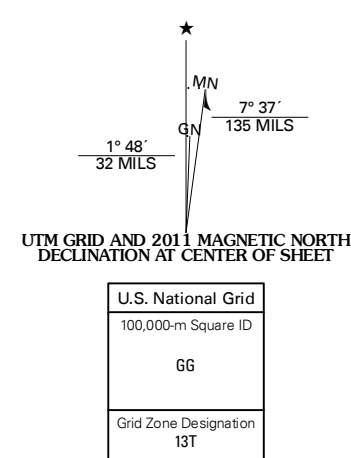 ★
MN
7° 37´
135 MILS
GN
1° 48´
32 MILS
UTM GRID AND 2011 MAGNETIC NORTH
DECLINATION AT CENTER OF SHEET
U.S. National Grid
100,000-m Square ID
GG
Grid Zone Designation
13T